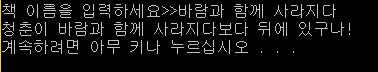 책 이름을 입력하세요>>바람과 함께 사라지다
청춘이 바람과 함께 사라지다보다 뒤에 있구나!
계속하려면 아무 키나 누르십시오 . . .